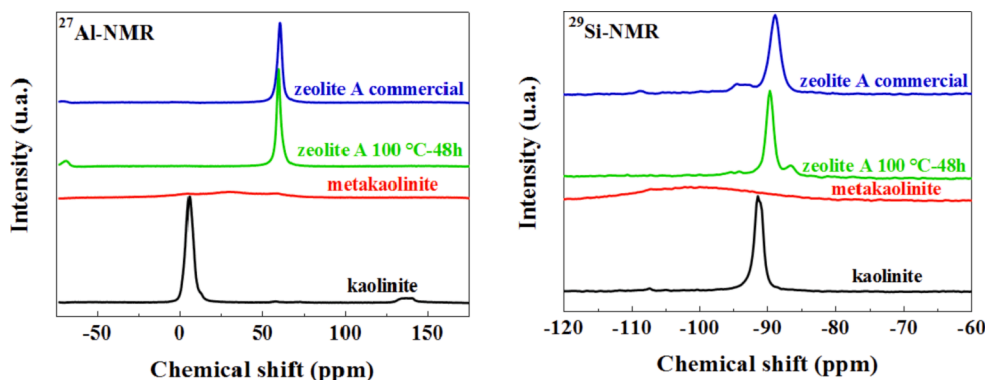 ²⁷Al-NMR
zeolite A commercial
zeolite A 100 °C-48h
metakaolinite
kaolinite
Intensity (u.a.)
-50 0 50 100 150
Chemical shift (ppm)
²⁹Si-NMR
zeolite A commercial
zeolite A 100 °C-48h
metakaolinite
kaolinite
Intensity (u.a.)
-120 -110 -100 -90 -80 -70 -60
Chemical shift (ppm)